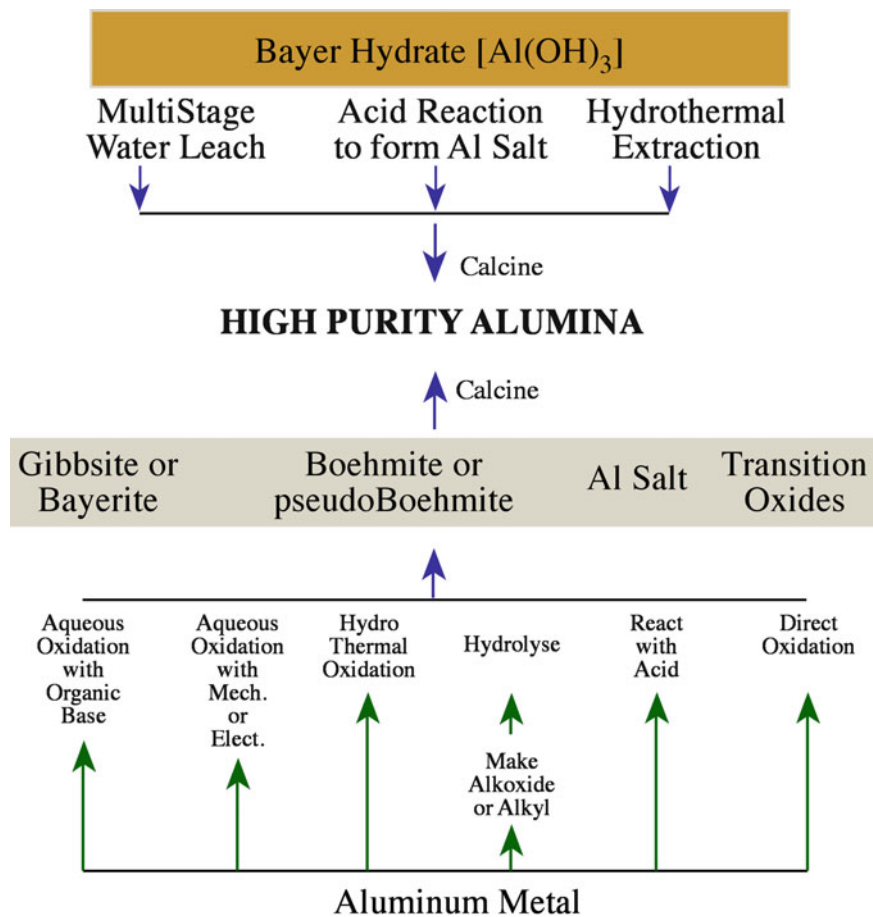 Bayer Hydrate [Al(OH)₃]
MultiStage
Water Leach
Acid Reaction
to form Al Salt
Hydrothermal
Extraction
Calcine
HIGH PURITY ALUMINA
Calcine
Gibbsite or
Bayerite
Boehmite or
pseudoBoehmite
Al Salt
Transition
Oxides
Aqueous
Oxidation
with
Organic
Base
Aqueous
Oxidation
with
Mech.
or
Elect.
Hydro
Thermal
Oxidation
Hydrolyse
Make
Alkoxide
or Alkyl
React
with
Acid
Direct
Oxidation
Aluminum Metal